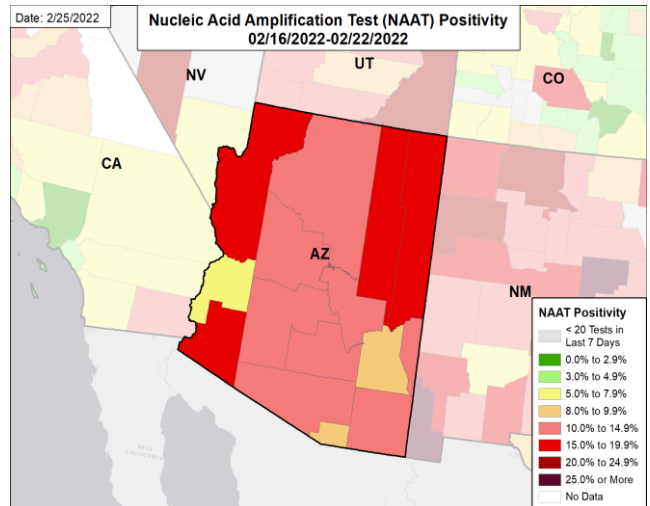 Date: 2/25/2022
Nucleic Acid Amplification Test (NAAT) Positivity
02/16/2022-02/22/2022
UT
NV
CO
CA
AZ
NM
NAAT Positivity
< 20 Tests in
Last 7 Days
0.0% to 2.9%
3.0% to 4.9%
5.0% to 7.9%
8.0% to 9.9%
10.0% to 14.9%
15.0% to 19.9%
20.0% to 24.9%
25.0% or More
No Data
BAJA
CALIFORNIA